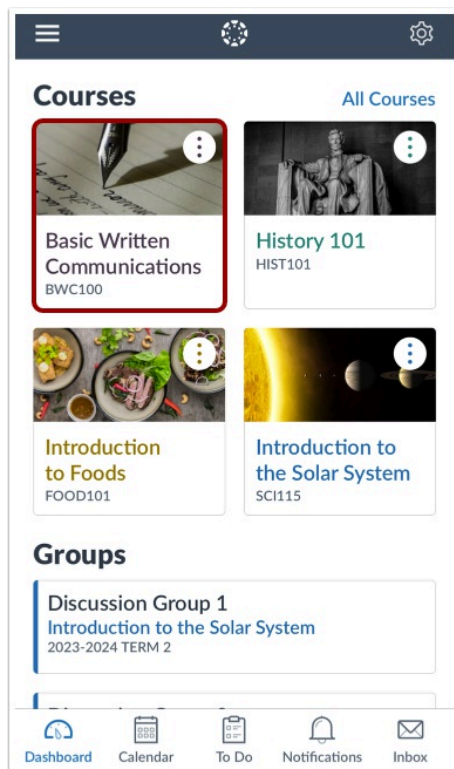 Courses
All Courses
Basic Written
Communications
BWC100
History 101
HIST101
Introduction
to Foods
FOOD101
Introduction to
the Solar System
SCI115
Groups
Discussion Group 1
Introduction to the Solar System
2023-2024 TERM 2
Dashboard
Calendar
To Do
Notifications
Inbox